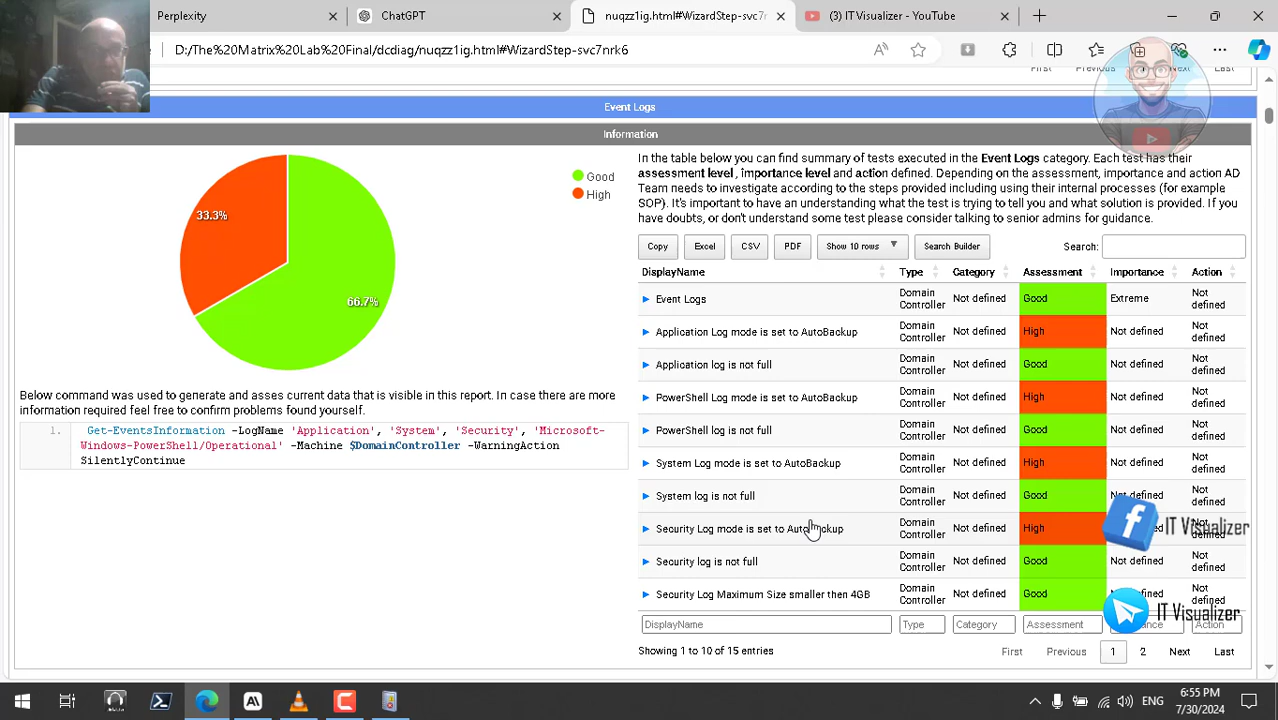 Perplexity
ChatGPT
nuqzz1ig.html#WizardStep-svc7nr
(3) IT Visualizer - YouTube
D:/The%20Matrix%20Lab%20Final/dcdiag/nuqzz1ig.html#WizardStep-svc7nrk6
First Previous 1 Next Last
Event Logs
Information
Good
High
33.3%
66.7%
Below command was used to generate and asses current data that is visible in this report. In case there are more
information required feel free to confirm problems found yourself.
1. Get-EventsInformation -LogName 'Application', 'System', 'Security', 'Microsoft-
Windows-PowerShell/Operational' -Machine $DomainController -WarningAction
SilentlyContinue
In the table below you can find summary of tests executed in the Event Logs category. Each test has their
assessment level, importance level and action defined. Depending on the assessment, importance and action AD
Team needs to investigate according to the steps provided including using their internal processes (for example
SOP). It's important to have an understanding what the test is trying to tell you and what solution is provided. If you
have doubts, or don't understand some test please consider talking to senior admins for guidance.
Copy Excel CSV PDF Show 10 rows Search Builder Search:
DisplayName Type Category Assessment Importance Action
Event Logs Domain Controller Not defined Good Extreme Not defined
Application Log mode is set to AutoBackup Domain Controller Not defined High Not defined Not defined
Application log is not full Domain Controller Not defined Good Not defined Not defined
PowerShell Log mode is set to AutoBackup Domain Controller Not defined High Not defined Not defined
PowerShell log is not full Domain Controller Not defined Good Not defined Not defined
System Log mode is set to AutoBackup Domain Controller Not defined High Not defined Not defined
System log is not full Domain Controller Not defined Good Not defined
Security Log mode is set to AutoBackup Domain Controller Not defined High
Security log is not full Domain Controller Not defined Good Not defined Not defined
Security Log Maximum Size smaller then 4GB Domain Controller Not defined Good
DisplayName Type Category Assessment Action
Showing 1 to 10 of 15 entries
First Previous 1 2 Next Last
IT Visualizer
IT Visualizer
ENG
6:55 PM
7/30/2024